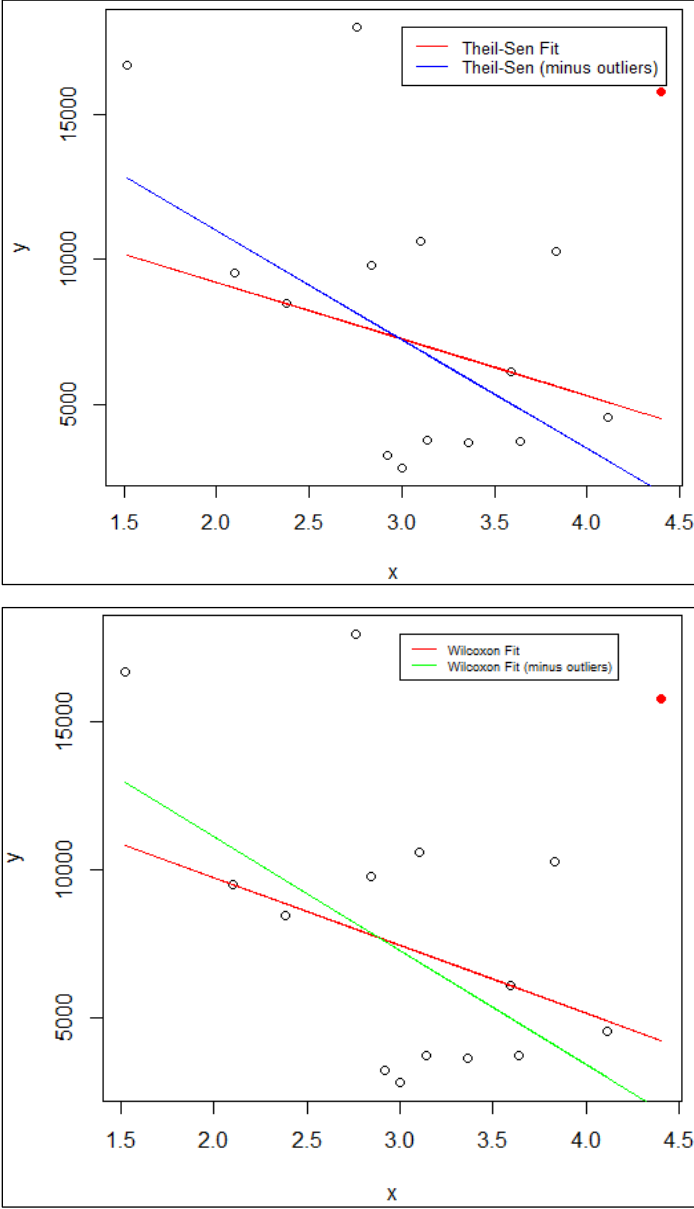 Theil-Sen Fit
Theil-Sen (minus outliers)
15000
10000
5000
y
1.5 2.0 2.5 3.0 3.5 4.0 4.5
x
Wilcoxon Fit
Wilcoxon Fit (minus outliers)
15000
10000
5000
y
1.5 2.0 2.5 3.0 3.5 4.0 4.5
x